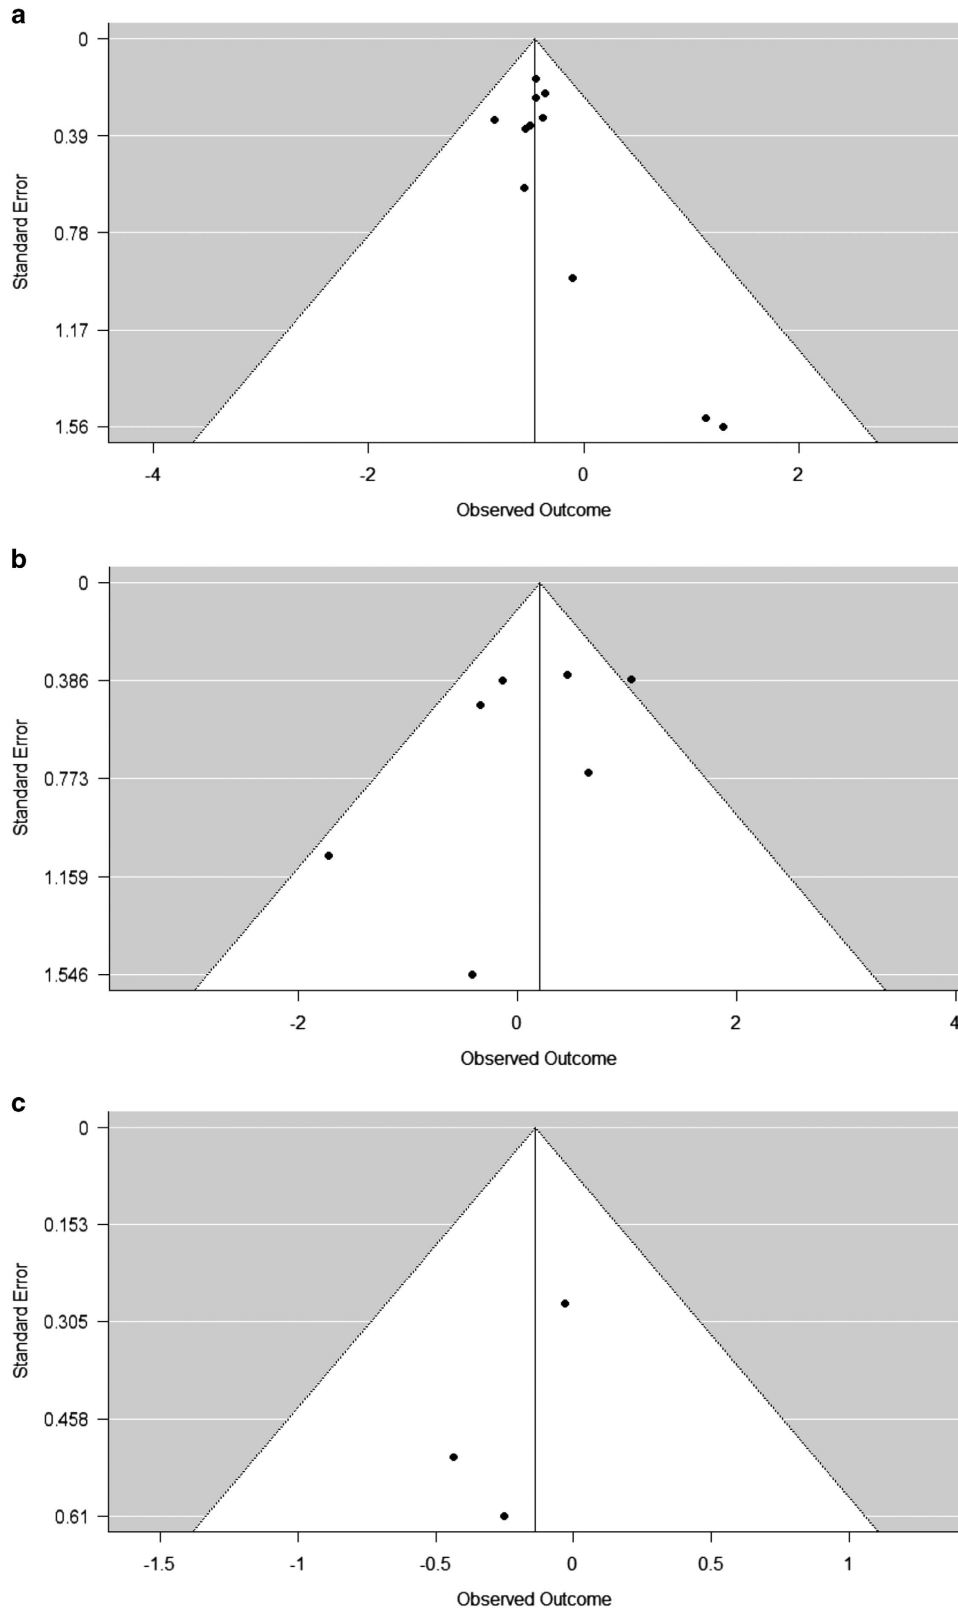 a
0
0.39
0.78
1.17
1.56
Standard Error
-4 -2 0 2
Observed Outcome
b
0
0.386
0.773
1.159
1.546
Standard Error
-2 0 2 4
Observed Outcome
c
0
0.153
0.305
0.458
0.61
Standard Error
-1.5 -1 -0.5 0 0.5 1
Observed Outcome